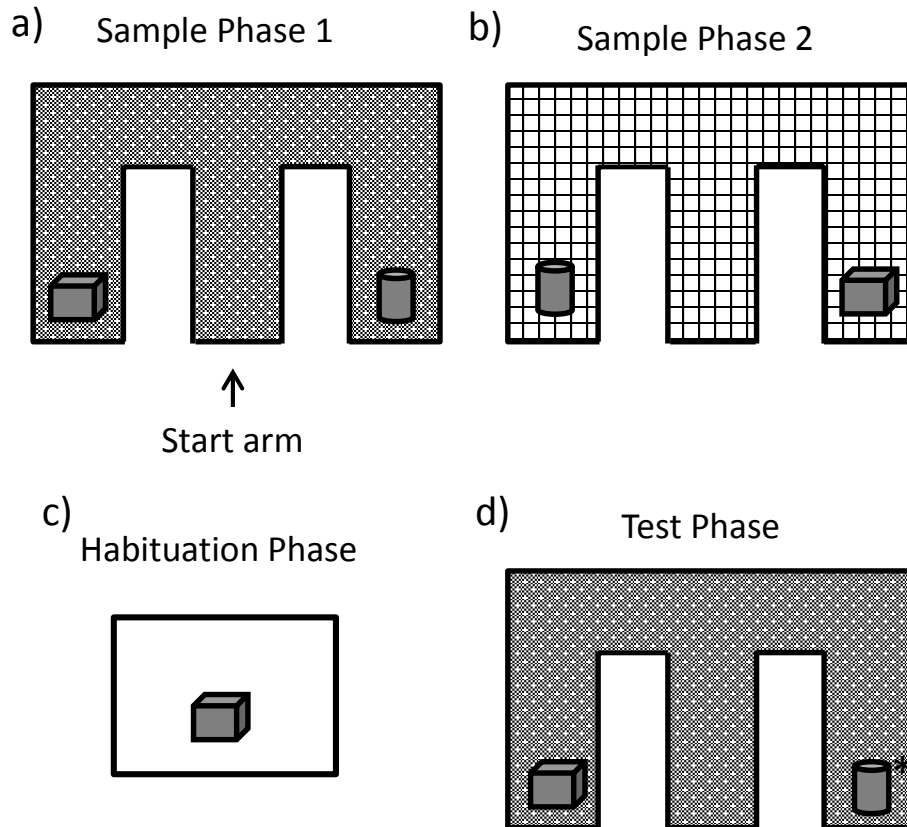 a)
Sample Phase 1
b)
Sample Phase 2
Start arm
c)
Habituation Phase
d)
Test Phase
*